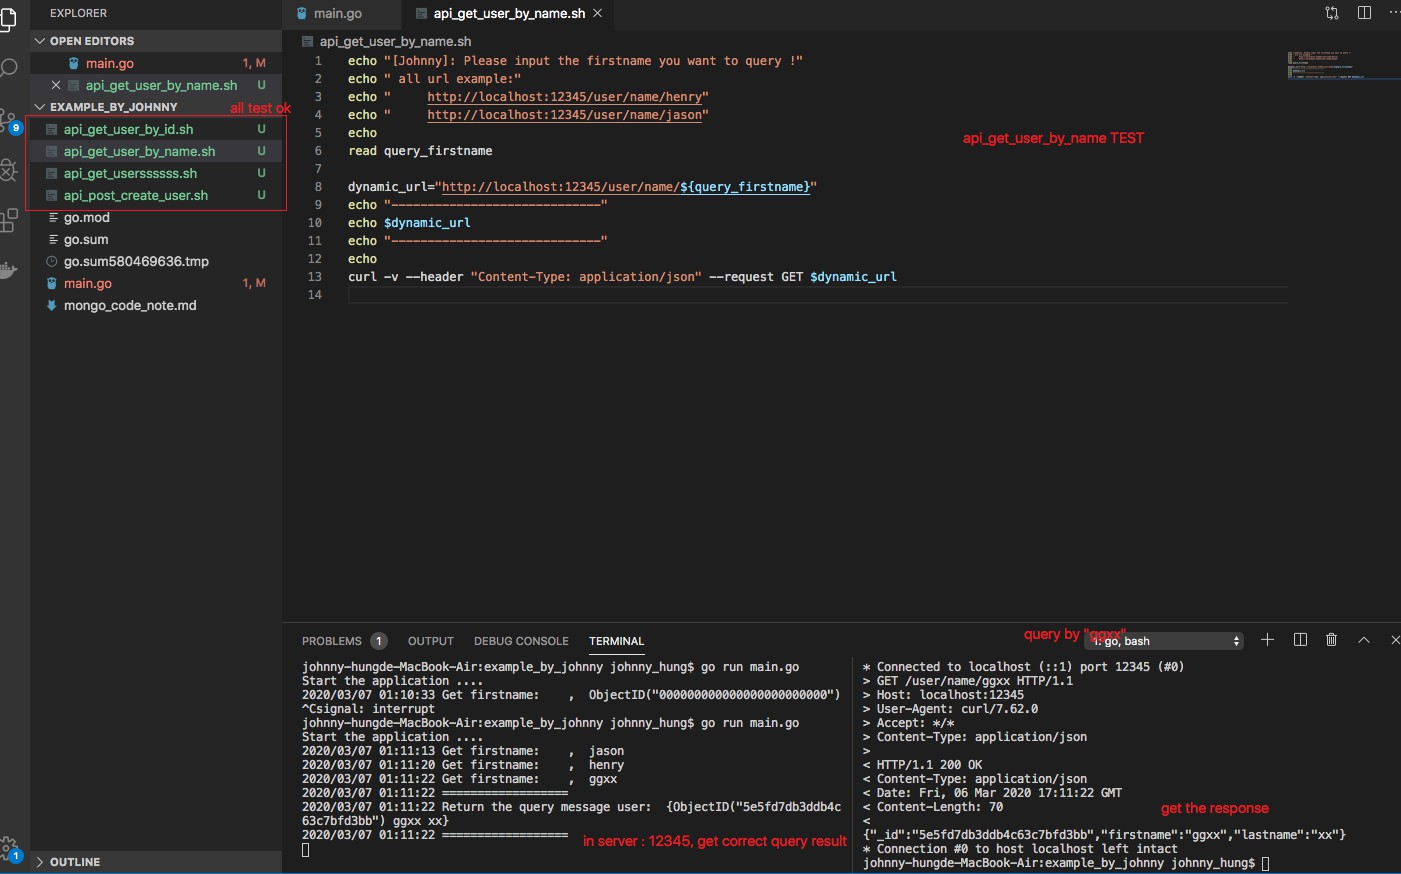 EXPLORER
OPEN EDITORS
main.go 1, M
api_get_user_by_name.sh U
EXAMPLE_BY_JOHNNY
all test ok
api_get_user_by_id.sh U
api_get_user_by_name.sh U
api_get_userssssss.sh U
api_post_create_user.sh U
go.mod
go.sum
go.sum580469636.tmp
main.go 1, M
mongo_code_note.md
OUTLINE
9
1
main.go
api_get_user_by_name.sh
api_get_user_by_name.sh
1 echo "[Johnny]: Please input the firstname you want to query !"
2 echo " all url example:"
3 echo "     http://localhost:12345/user/name/henry"
4 echo "     http://localhost:12345/user/name/jason"
5 echo
6 read query_firstname
7
8 dynamic_url="http://localhost:12345/user/name/${query_firstname}"
9 echo "-----------------------------"
10 echo $dynamic_url
11 echo "-----------------------------"
12 echo
13 curl -v --header "Content-Type: application/json" --request GET $dynamic_url
14
api_get_user_by_name TEST
PROBLEMS 1 OUTPUT DEBUG CONSOLE TERMINAL
query by "ggxx"
1: go, bash
johnny-hungde-MacBook-Air:example_by_johnny johnny_hung$ go run main.go
Start the application ....
2020/03/07 01:10:33 Get firstname:    ,  ObjectID("000000000000000000000000")
^Csignal: interrupt
johnny-hungde-MacBook-Air:example_by_johnny johnny_hung$ go run main.go
Start the application ....
2020/03/07 01:11:13 Get firstname:    ,  jason
2020/03/07 01:11:20 Get firstname:    ,  henry
2020/03/07 01:11:22 Get firstname:    ,  ggxx
2020/03/07 01:11:22 ==================
2020/03/07 01:11:22 Return the query message user:  {ObjectID("5e5fd7db3ddb4c
63c7bfd3bb") ggxx xx}
2020/03/07 01:11:22 ==================
in server : 12345, get correct query result
* Connected to localhost (::1) port 12345 (#0)
> GET /user/name/ggxx HTTP/1.1
> Host: localhost:12345
> User-Agent: curl/7.62.0
> Accept: */*
> Content-Type: application/json
>
< HTTP/1.1 200 OK
< Content-Type: application/json
< Date: Fri, 06 Mar 2020 17:11:22 GMT
< Content-Length: 70
get the response
<
{"_id":"5e5fd7db3ddb4c63c7bfd3bb","firstname":"ggxx","lastname":"xx"}
* Connection #0 to host localhost left intact
johnny-hungde-MacBook-Air:example_by_johnny johnny_hung$